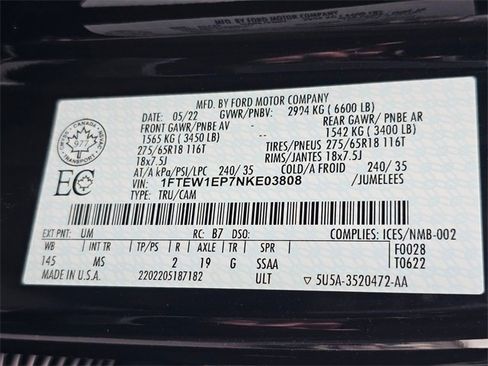 MFD. BY FORD MOTOR COMPANY
05/22 GVWR/PNBV: 2994 KG ( 6600 LB)
FRONT GAWR/PNBE AV REAR GAWR / PNBE AR
1565 KG ( 3450 LB) 1542 KG ( 3400 LB)
275/65R18 116T TIRES/PNEUS 275/65R18 116T
18x7.5J RIMS/JANTES 18x7.5J
AT/A kPa/PSI/LPC 240/ 35 COLD/A FROID 240/ 35
VIN: 1FTEW1EP7NKE03808 /JUMELEES
TYPE: TRU/CAM
CANADA
977
TRANSPORT
EC
EXT PNT: UM RC: B7 DSO: COMPLIES: ICES/NMB-002
WB INT TR TP/PS R AXLE TR SPR F0028
145 MS 2 19 G SSAA T0622
MADE IN U.S.A. 2202205187182 ULT 5U5A-3520472-AA